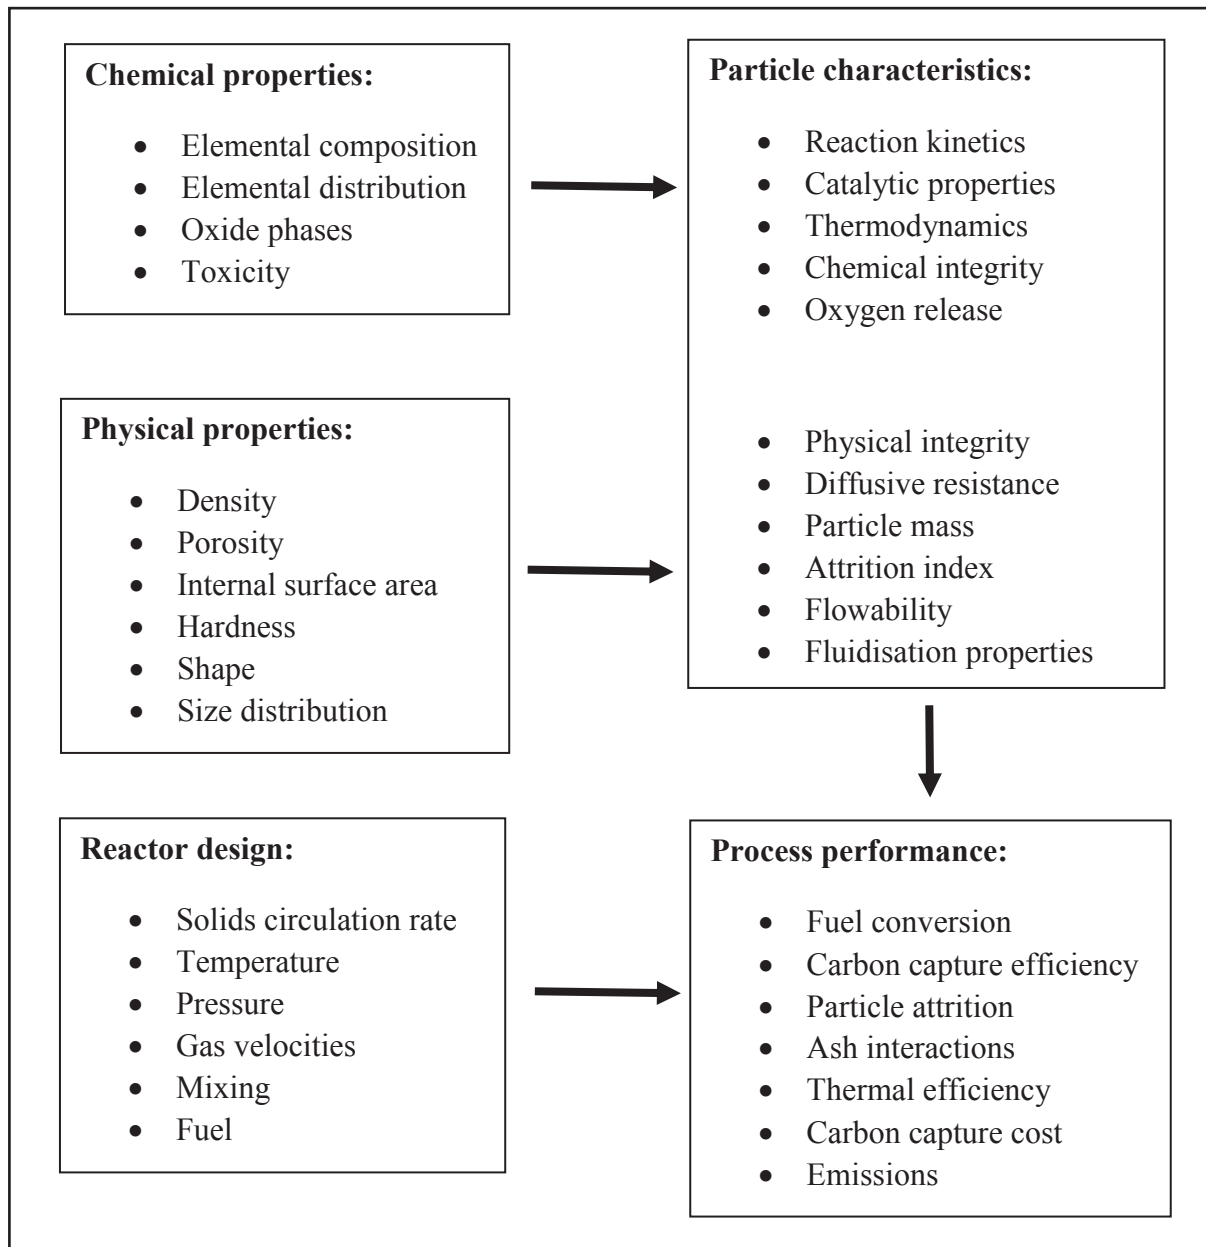 Chemical properties:
• Elemental composition
• Elemental distribution
• Oxide phases
• Toxicity
Particle characteristics:
• Reaction kinetics
• Catalytic properties
• Thermodynamics
• Chemical integrity
• Oxygen release
• Physical integrity
• Diffusive resistance
• Particle mass
• Attrition index
• Flowability
• Fluidisation properties
Physical properties:
• Density
• Porosity
• Internal surface area
• Hardness
• Shape
• Size distribution
Reactor design:
• Solids circulation rate
• Temperature
• Pressure
• Gas velocities
• Mixing
• Fuel
Process performance:
• Fuel conversion
• Carbon capture efficiency
• Particle attrition
• Ash interactions
• Thermal efficiency
• Carbon capture cost
• Emissions